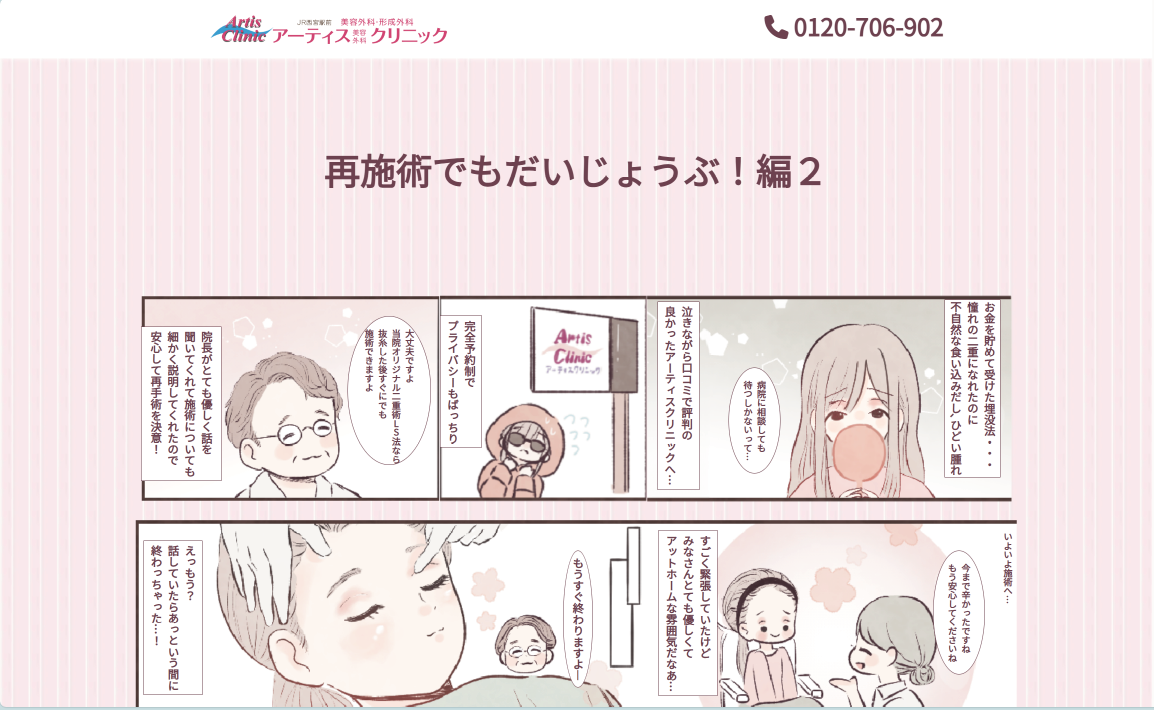 Artis
Clinic
JR西宮駅前 美容外科・形成外科
アーティス美容外科クリニック
0120-706-902
再施術でもだいじょうぶ！編２
お金を貯めて受けた埋没法・・・
憧れの二重になれたのに
不自然な食い込みだし、ひどい腫れ
病院に相談しても
待つしかないって…
泣きながら口コミで評判の
良かったアーティスクリニックへ…
Artis
Clinic
アーティスクリニック
完全予約制で
プライバシーもばっちり
大丈夫ですよ
当院オリジナル二重術LS法なら
抜糸した後すぐにでも
施術できますよ
院長がとても優しく話を
聞いてくれて施術についても
細かく説明してくれたので
安心して再手術を決意！
いよいよ施術へ…
今まで辛かったですね
もう安心してくださいね
すごく緊張していたけど
みなさんとても優しくて
アットホームな雰囲気だなあ…
もうすぐ終わりますよー
えっもう？
話していたらあっという間に
終わっちゃった…！